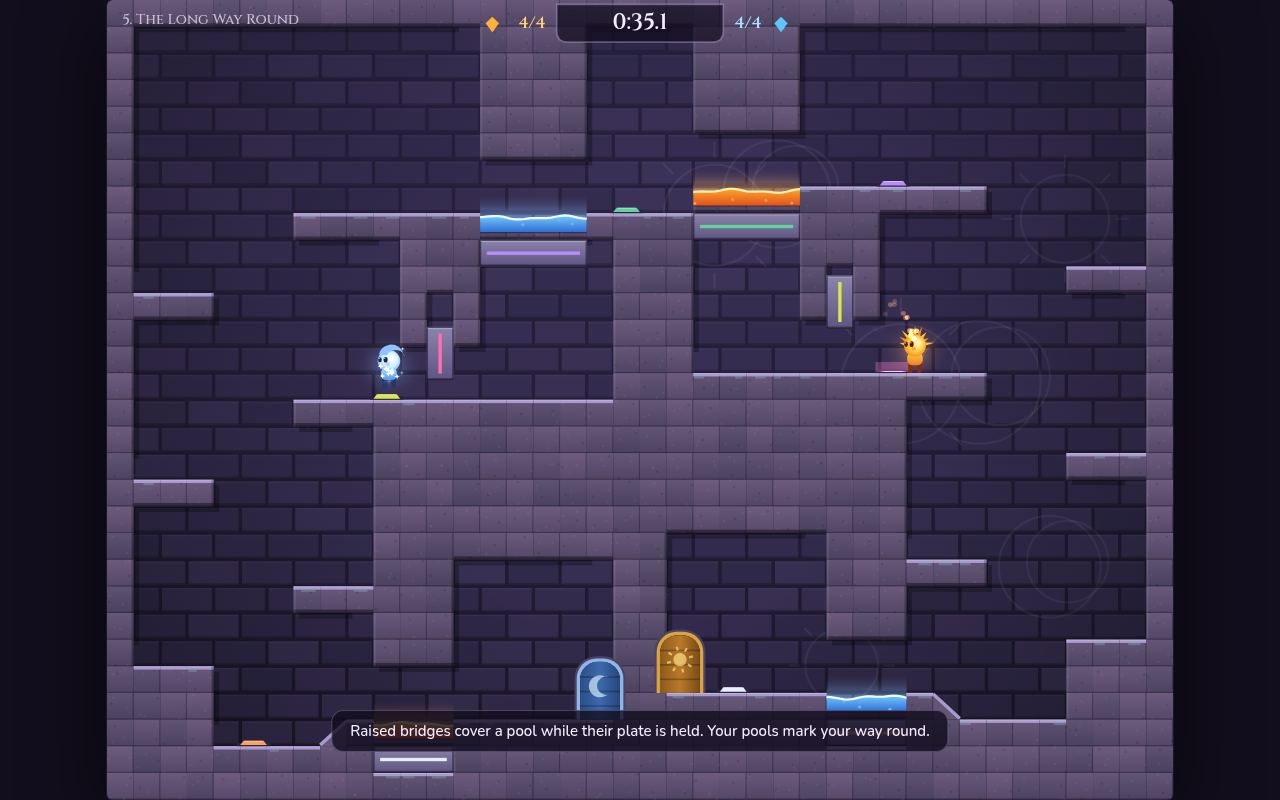 5. The Long Way Round
4/4
0:35.1
4/4
Raised bridges cover a pool while their plate is held. Your pools mark your way round.